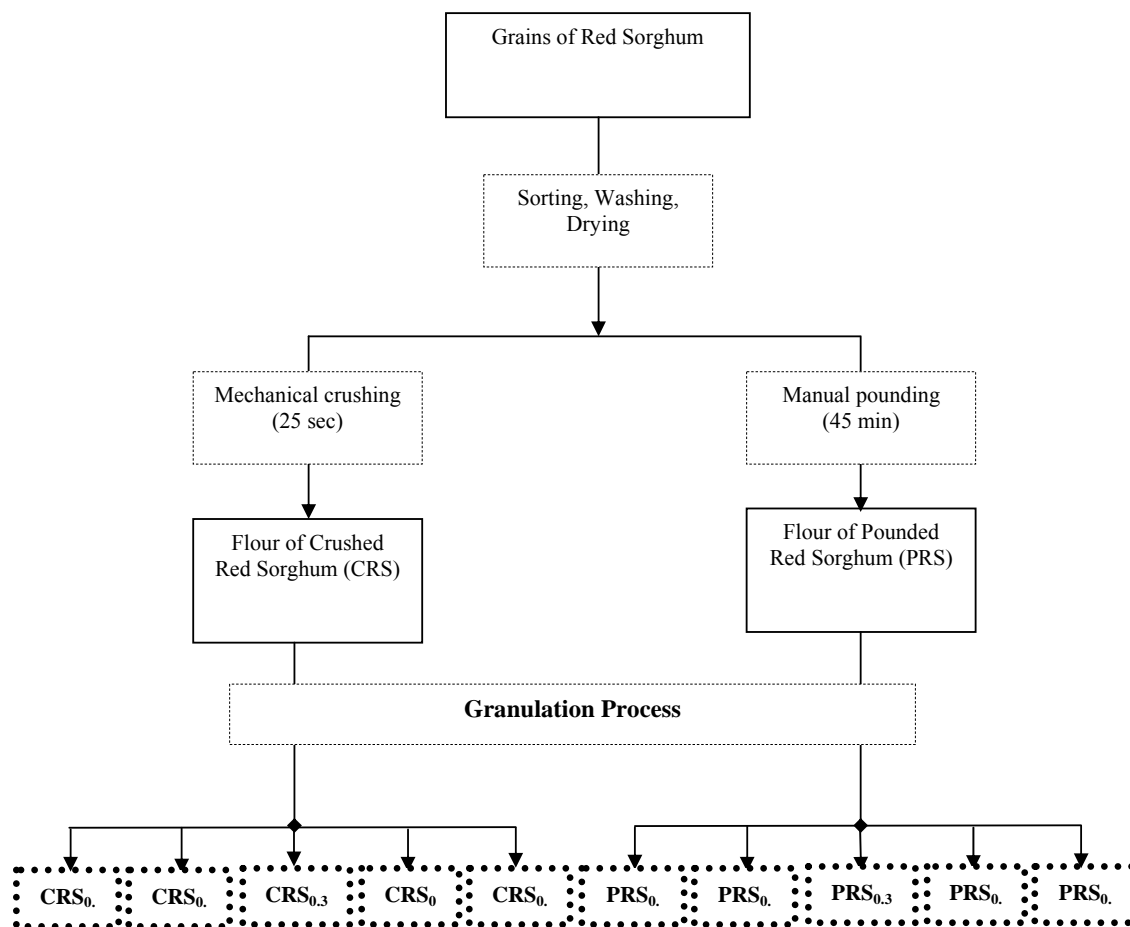 Grains of Red Sorghum
Sorting, Washing,
Drying
Mechanical crushing
(25 sec)
Manual pounding
(45 min)
Flour of Crushed
Red Sorghum (CRS)
Flour of Pounded
Red Sorghum (PRS)
Granulation Process
CRS0.
CRS0.
CRS0.3
CRS0
CRS0.
PRS0.
PRS0.
PRS0.3
PRS0.
PRS0.